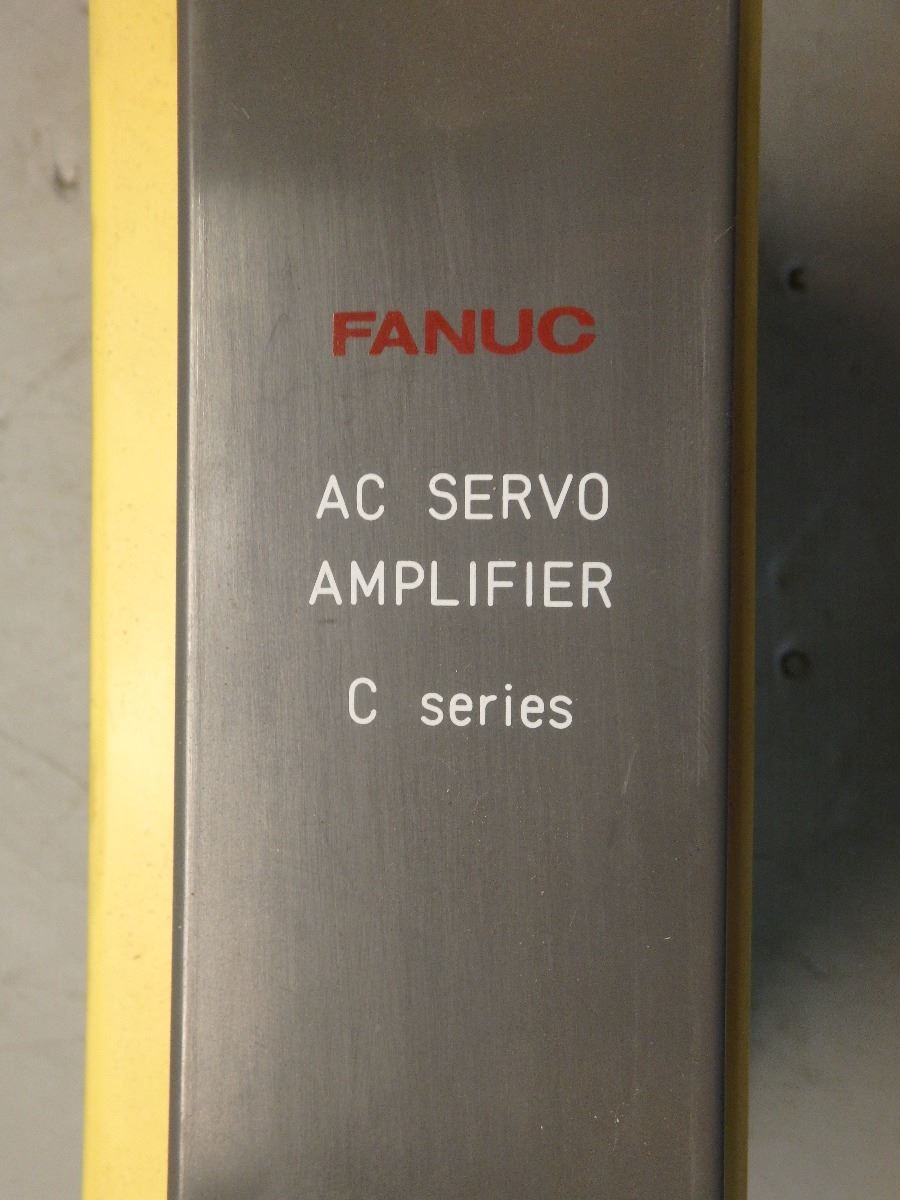 FANUC
AC SERVO
AMPLIFIER
C series